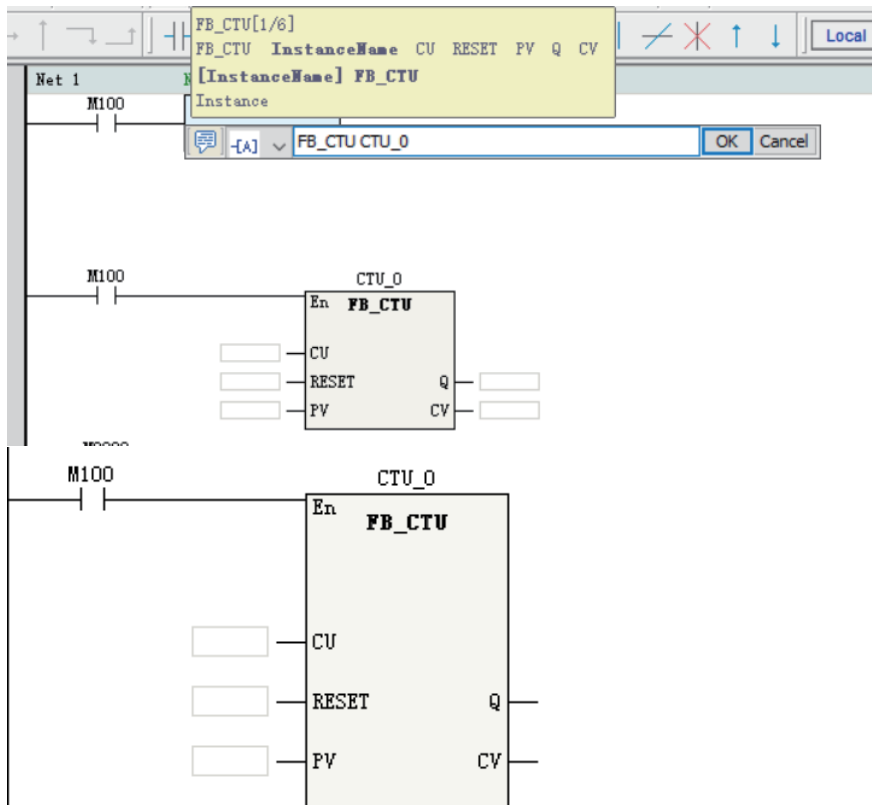 FB_CTU[1/6]
FB_CTU InstanceName CU RESET PV Q CV
[InstanceName] FB_CTU
Instance
Local
Net 1
M100
-[A]
FB_CTU CTU_0
OK
Cancel
M100
CTU_0
En
FB_CTU
CU
RESET
Q
PV
CV
M100
CTU_0
En
FB_CTU
CU
RESET
Q
PV
CV